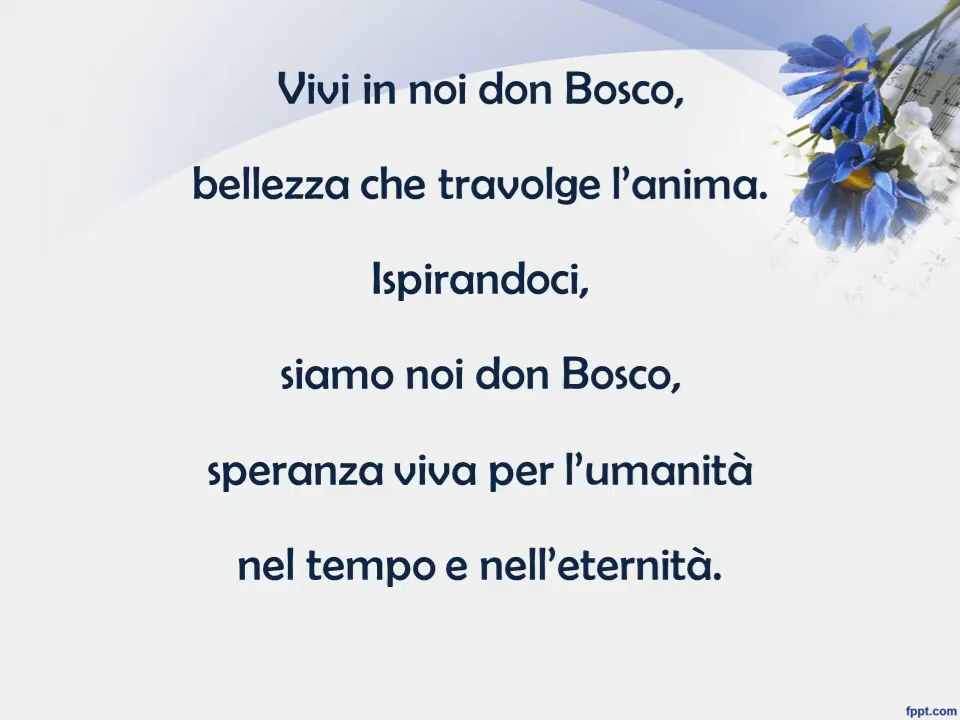 Vivi in noi don Bosco,
bellezza che travolge l’anima.
Ispirandoci,
siamo noi don Bosco,
speranza viva per l’umanità
nel tempo e nell’eternità.
fppt.com